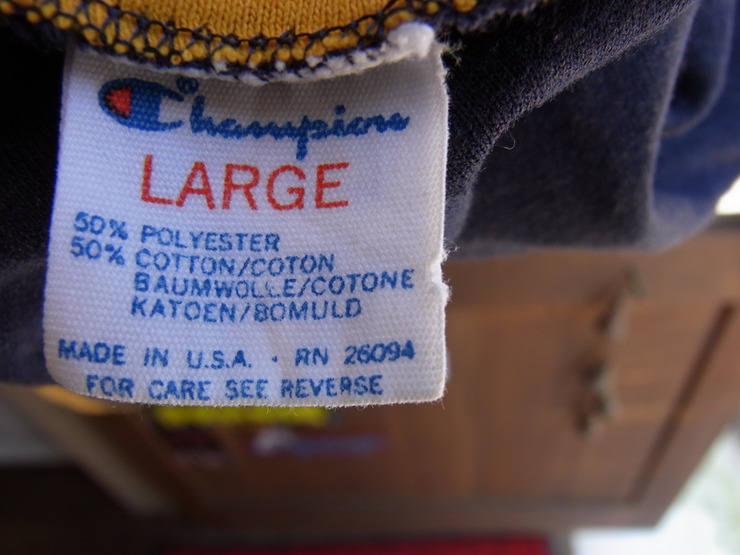 Champion®
LARGE
50% POLYESTER
50% COTTON/COTON
BAUMWOLLE/COTONE
KATOEN/BOMULD
MADE IN U.S.A. · RN 26094
FOR CARE SEE REVERSE